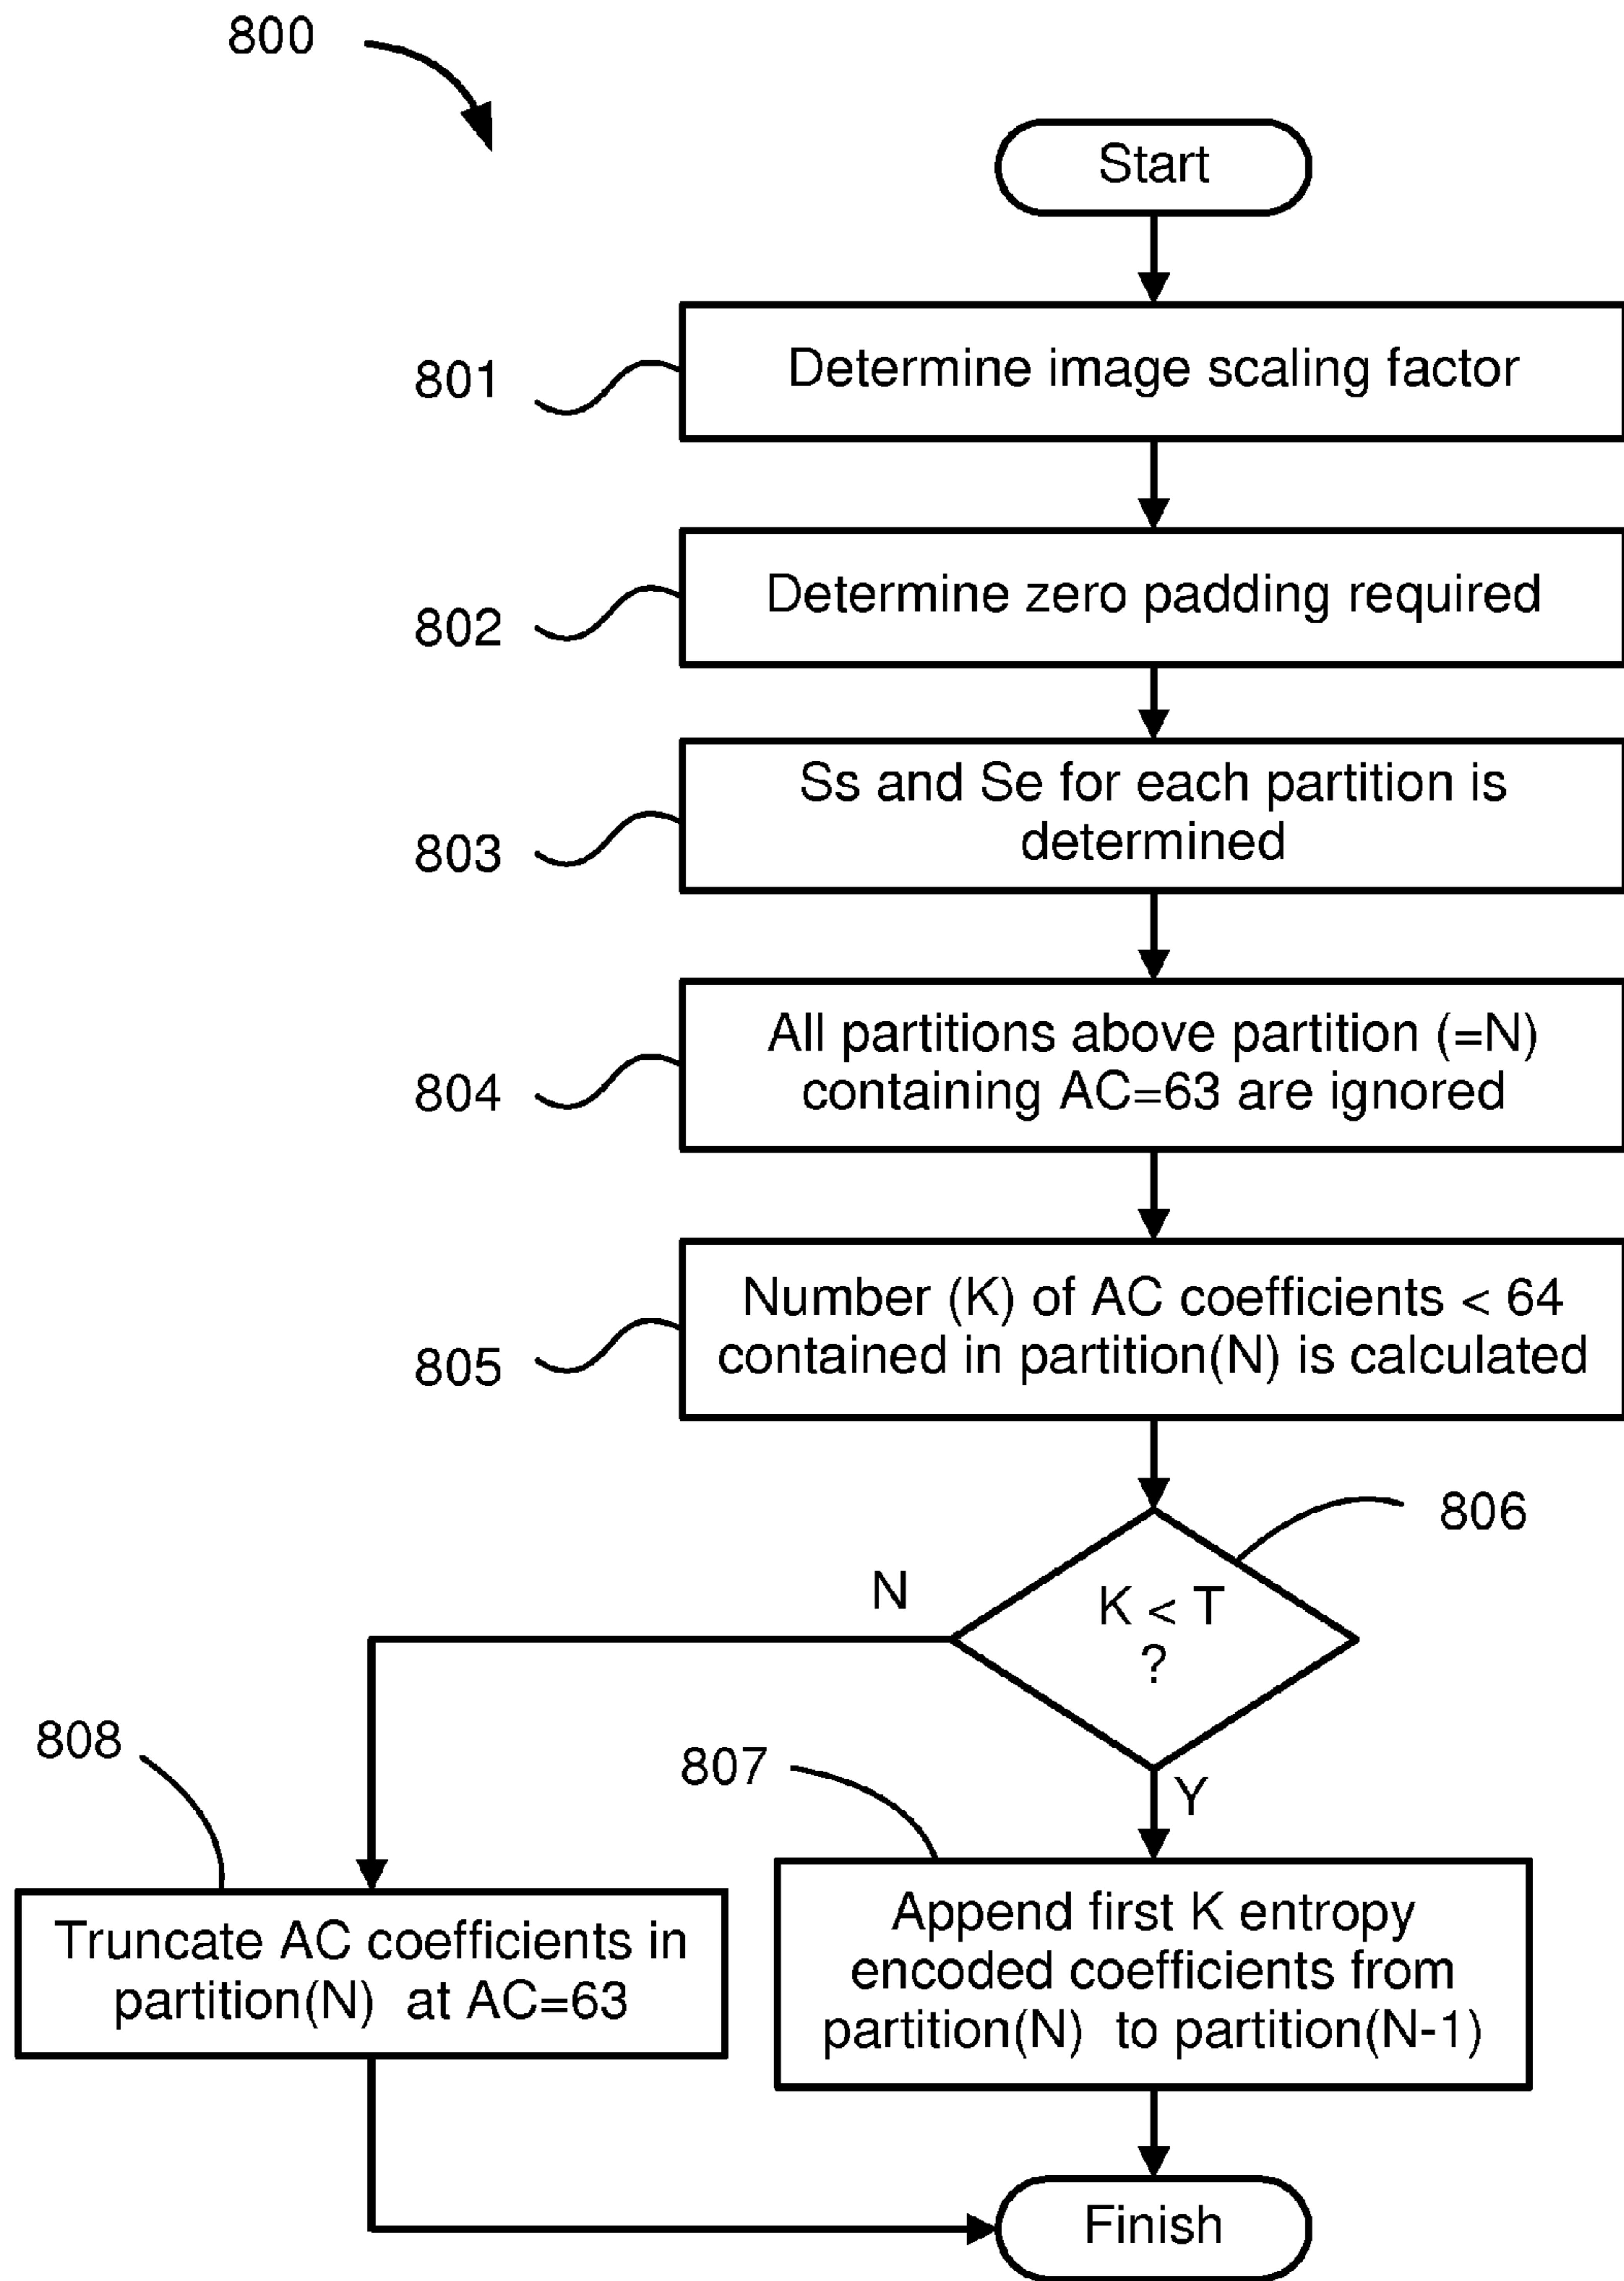 800
Start
801
Determine image scaling factor
802
Determine zero padding required
803
Ss and Se for each partition is
determined
804
All partitions above partition (=N)
containing AC=63 are ignored
805
Number (K) of AC coefficients < 64
contained in partition(N) is calculated
806
K < T
?
N
Y
808
807
Truncate AC coefficients in
partition(N) at AC=63
Append first K entropy
encoded coefficients from
partition(N) to partition(N-1)
Finish